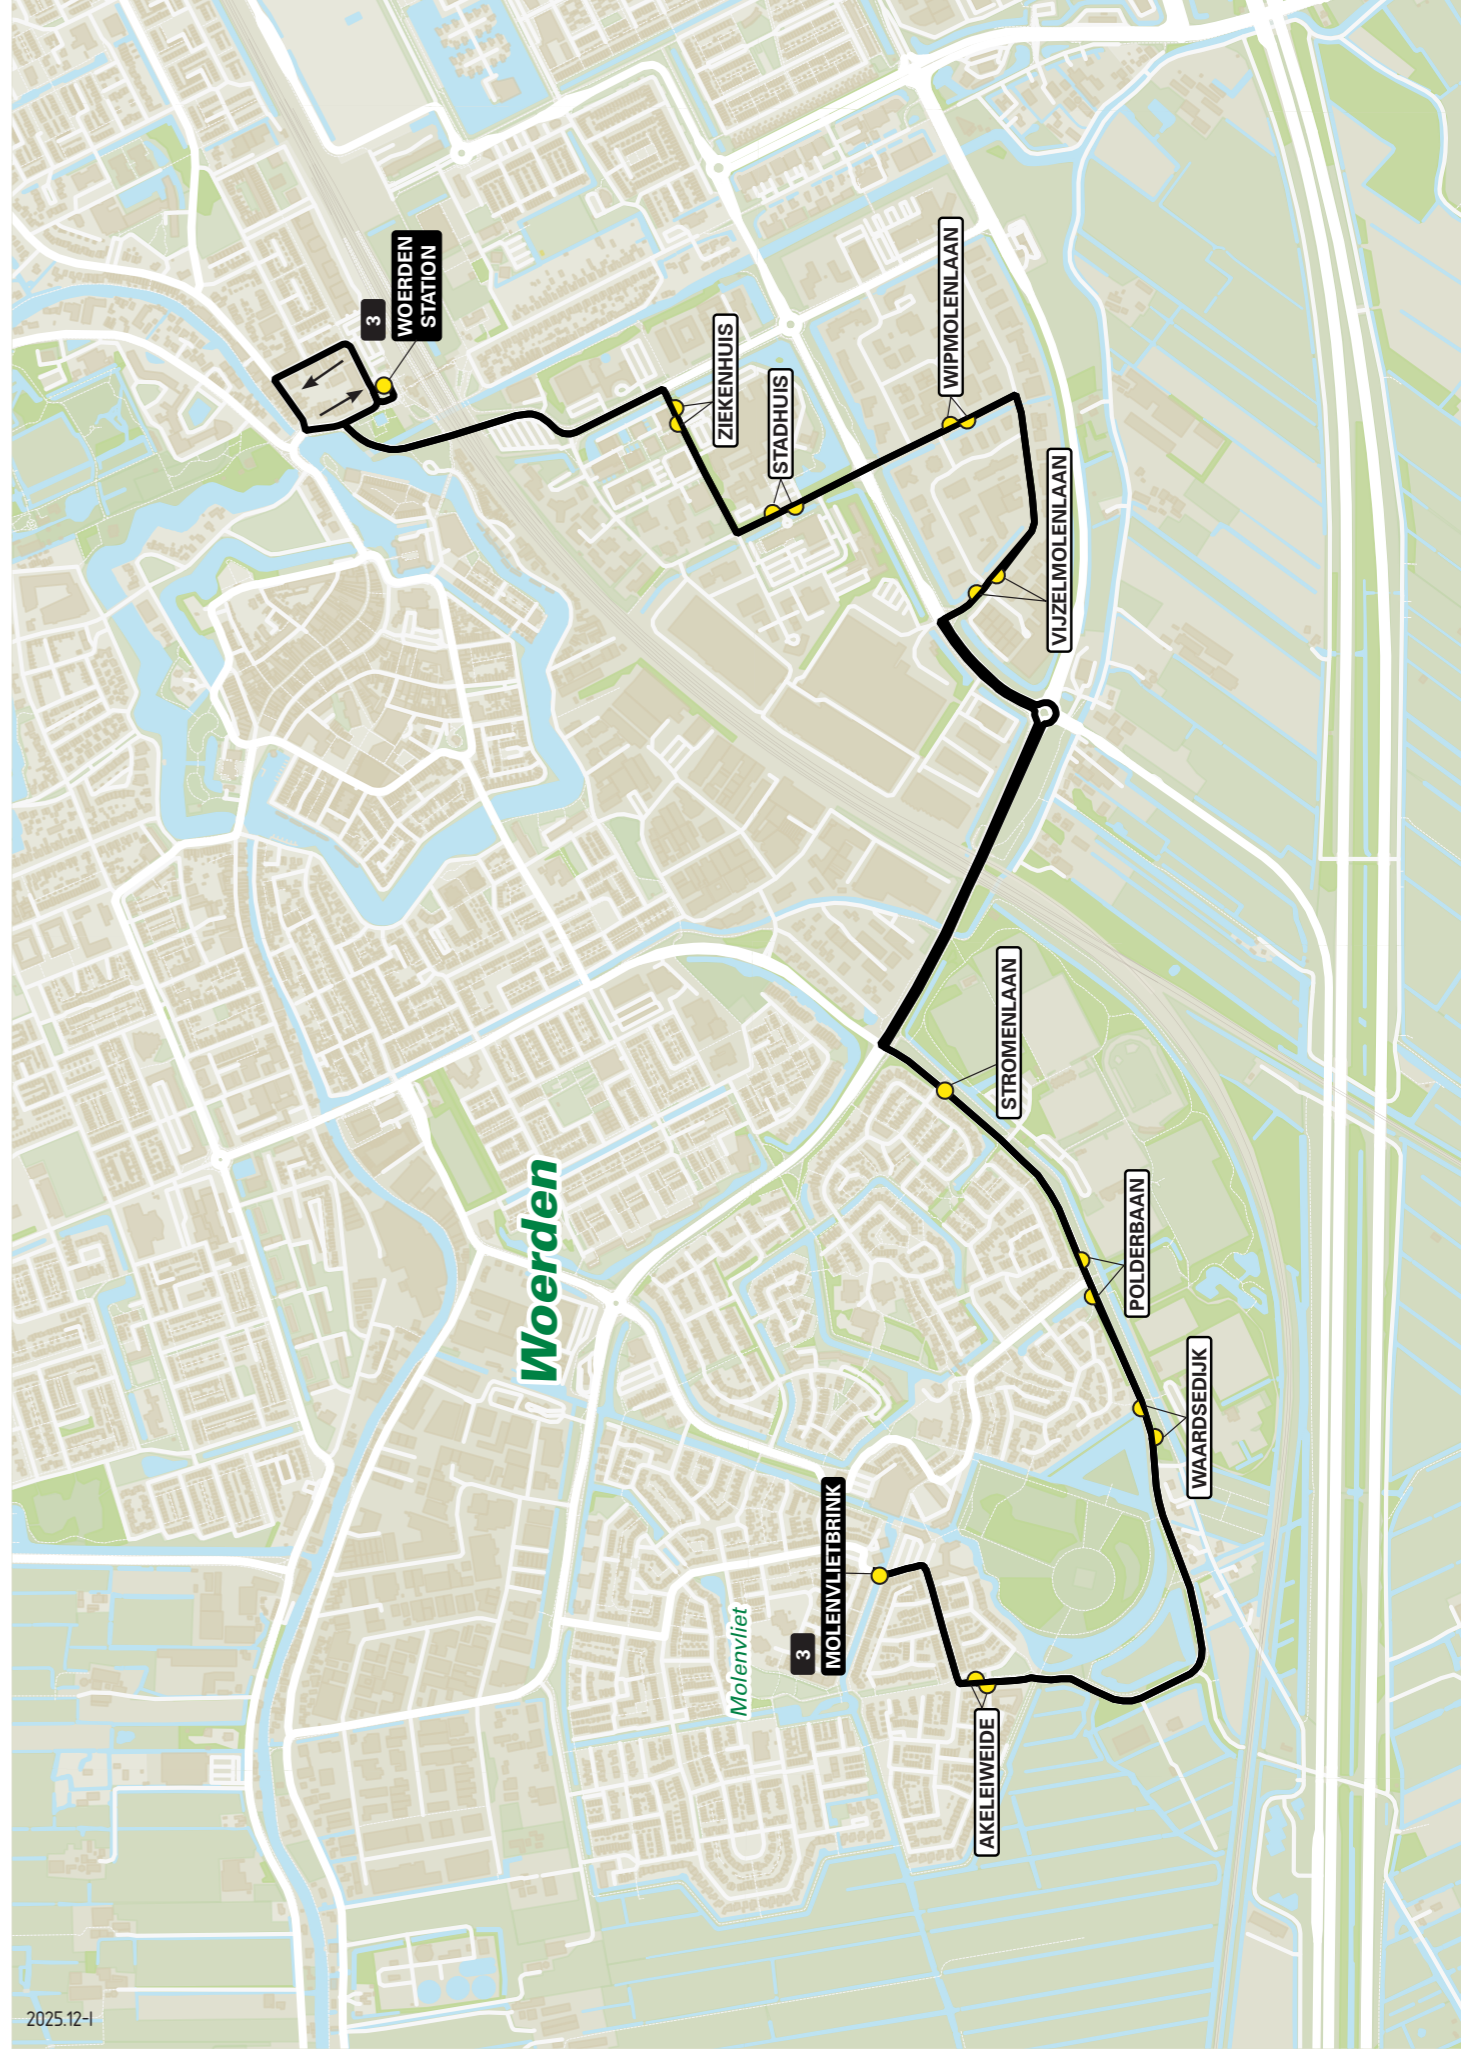 3
WOERDEN
STATION
ZIEKENHUIS
STADHUIS
WIPMOLENLAAN
VIJZELMOLENLAAN
STROMENLAAN
POLDERBAAN
WAARDSEDIJK
Woerden
3
MOLENVLIETBRINK
Molenvliet
AKELEIWEIDE
2025.12-I